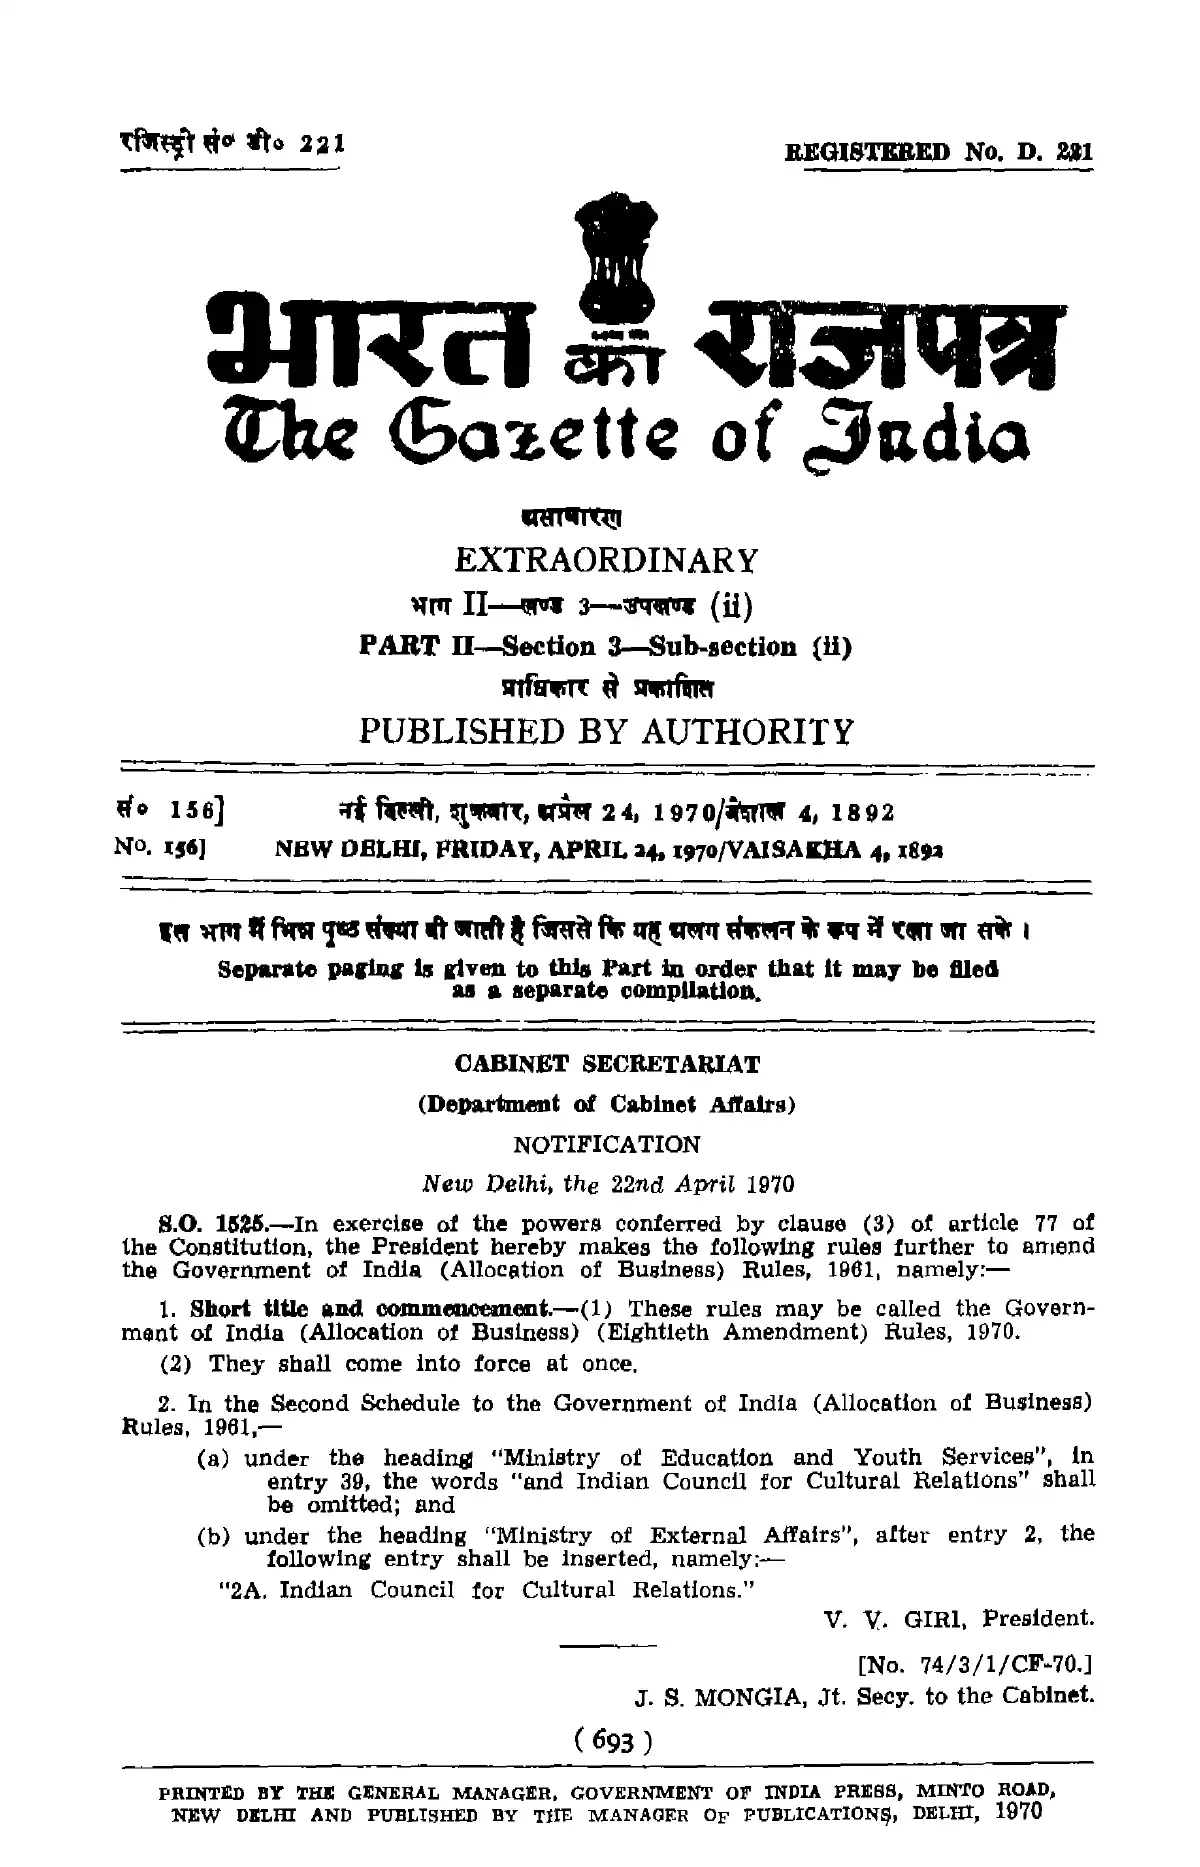 रजिस्ट्री सं० डी० 221
REGISTERED No. D. 221
भारत का राजपत्र
The Gazette of India
असाधारण
EXTRAORDINARY
भाग II—खण्ड 3—उपखण्ड (ii)
PART II—Section 3—Sub-section (ii)
प्राधिकार से प्रकाशित
PUBLISHED BY AUTHORITY
सं० 156]
नई दिल्ली, शुक्रवार, अप्रैल 24, 1970/वैशाख 4, 1892
No. 156]
NEW DELHI, FRIDAY, APRIL 24, 1970/VAISAKHA 4, 1892
इस भाग में भिन्न पृष्ठ संख्या दी जाती है जिससे कि यह अलग संकलन के रूप में रखा जा सके ।
Separate paging is given to this Part in order that it may be filed
as a separate compilation.
CABINET SECRETARIAT
(Department of Cabinet Affairs)
NOTIFICATION
New Delhi, the 22nd April 1970
S.O. 1525.—In exercise of the powers conferred by clause (3) of article 77 of
the Constitution, the President hereby makes the following rules further to amend
the Government of India (Allocation of Business) Rules, 1961, namely:—
1. Short title and commencement.—(1) These rules may be called the Govern-
ment of India (Allocation of Business) (Eightieth Amendment) Rules, 1970.
(2) They shall come into force at once.
2. In the Second Schedule to the Government of India (Allocation of Business)
Rules, 1961,—
(a) under the heading "Ministry of Education and Youth Services", in
entry 39, the words "and Indian Council for Cultural Relations" shall
be omitted; and
(b) under the heading "Ministry of External Affairs", after entry 2, the
following entry shall be inserted, namely:—
"2A. Indian Council for Cultural Relations."
V. V. GIRI, President.
[No. 74/3/1/CF-70.]
J. S. MONGIA, Jt. Secy. to the Cabinet.
( 693 )
PRINTED BY THE GENERAL MANAGER, GOVERNMENT OF INDIA PRESS, MINTO ROAD,
NEW DELHI AND PUBLISHED BY THE MANAGER OF PUBLICATIONS, DELHI, 1970